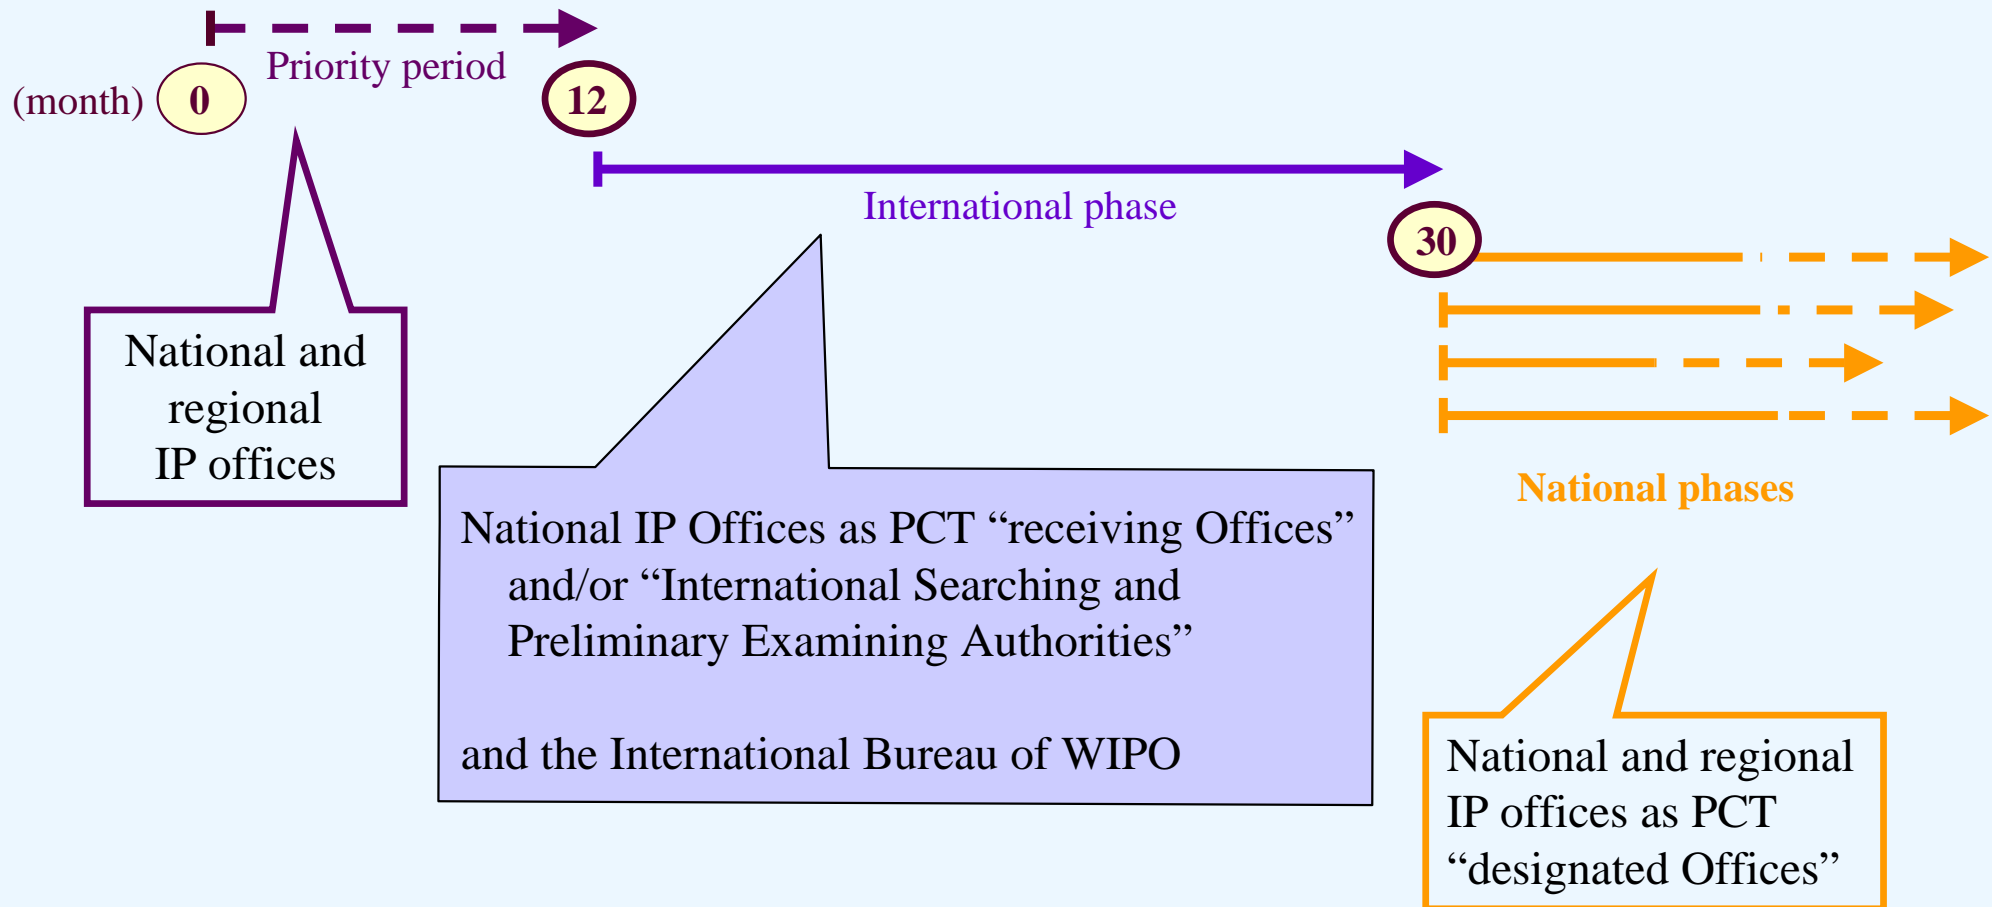 Priority period
(month) 0 12
International phase
30
National and
regional
IP offices
National phases
National IP Offices as PCT “receiving Offices”
and/or “International Searching and
Preliminary Examining Authorities”
and the International Bureau of WIPO
National and regional
IP offices as PCT
“designated Offices”